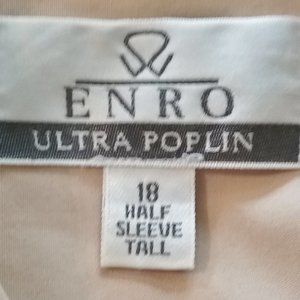 ENRO
ULTRA POPLIN
18
HALF
SLEEVE
TALL